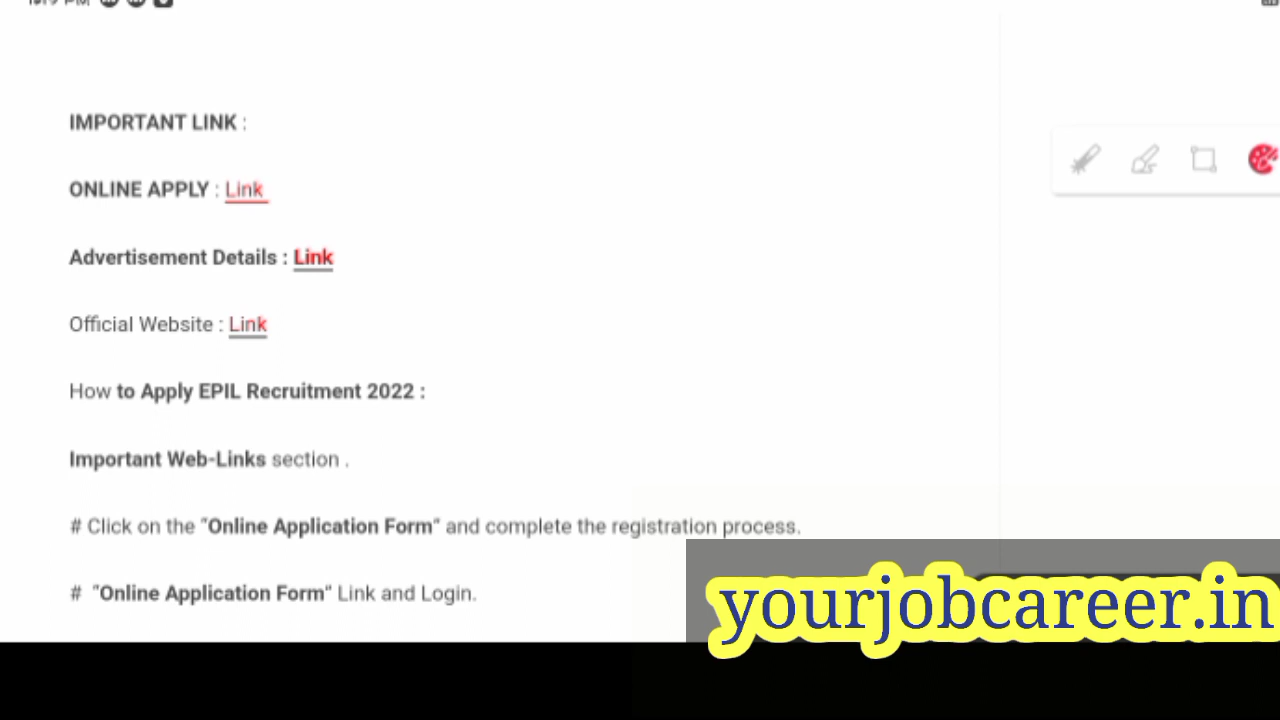 IMPORTANT LINK :
ONLINE APPLY : Link
Advertisement Details : Link
Official Website : Link
How to Apply EPIL Recruitment 2022 :
Important Web-Links section .
# Click on the "Online Application Form" and complete the registration process.
# "Online Application Form" Link and Login.
yourjobcareer.in